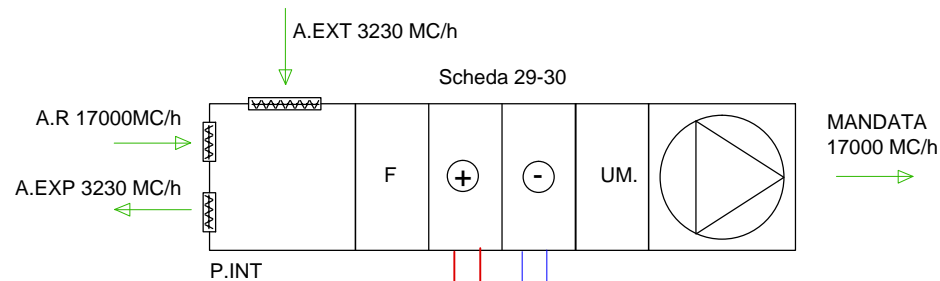 A.EXT 3230 MC/h
Scheda 29-30
A.R 17000MC/h
MANDATA
17000 MC/h
F
+
-
UM.
A.EXP 3230 MC/h
P.INT